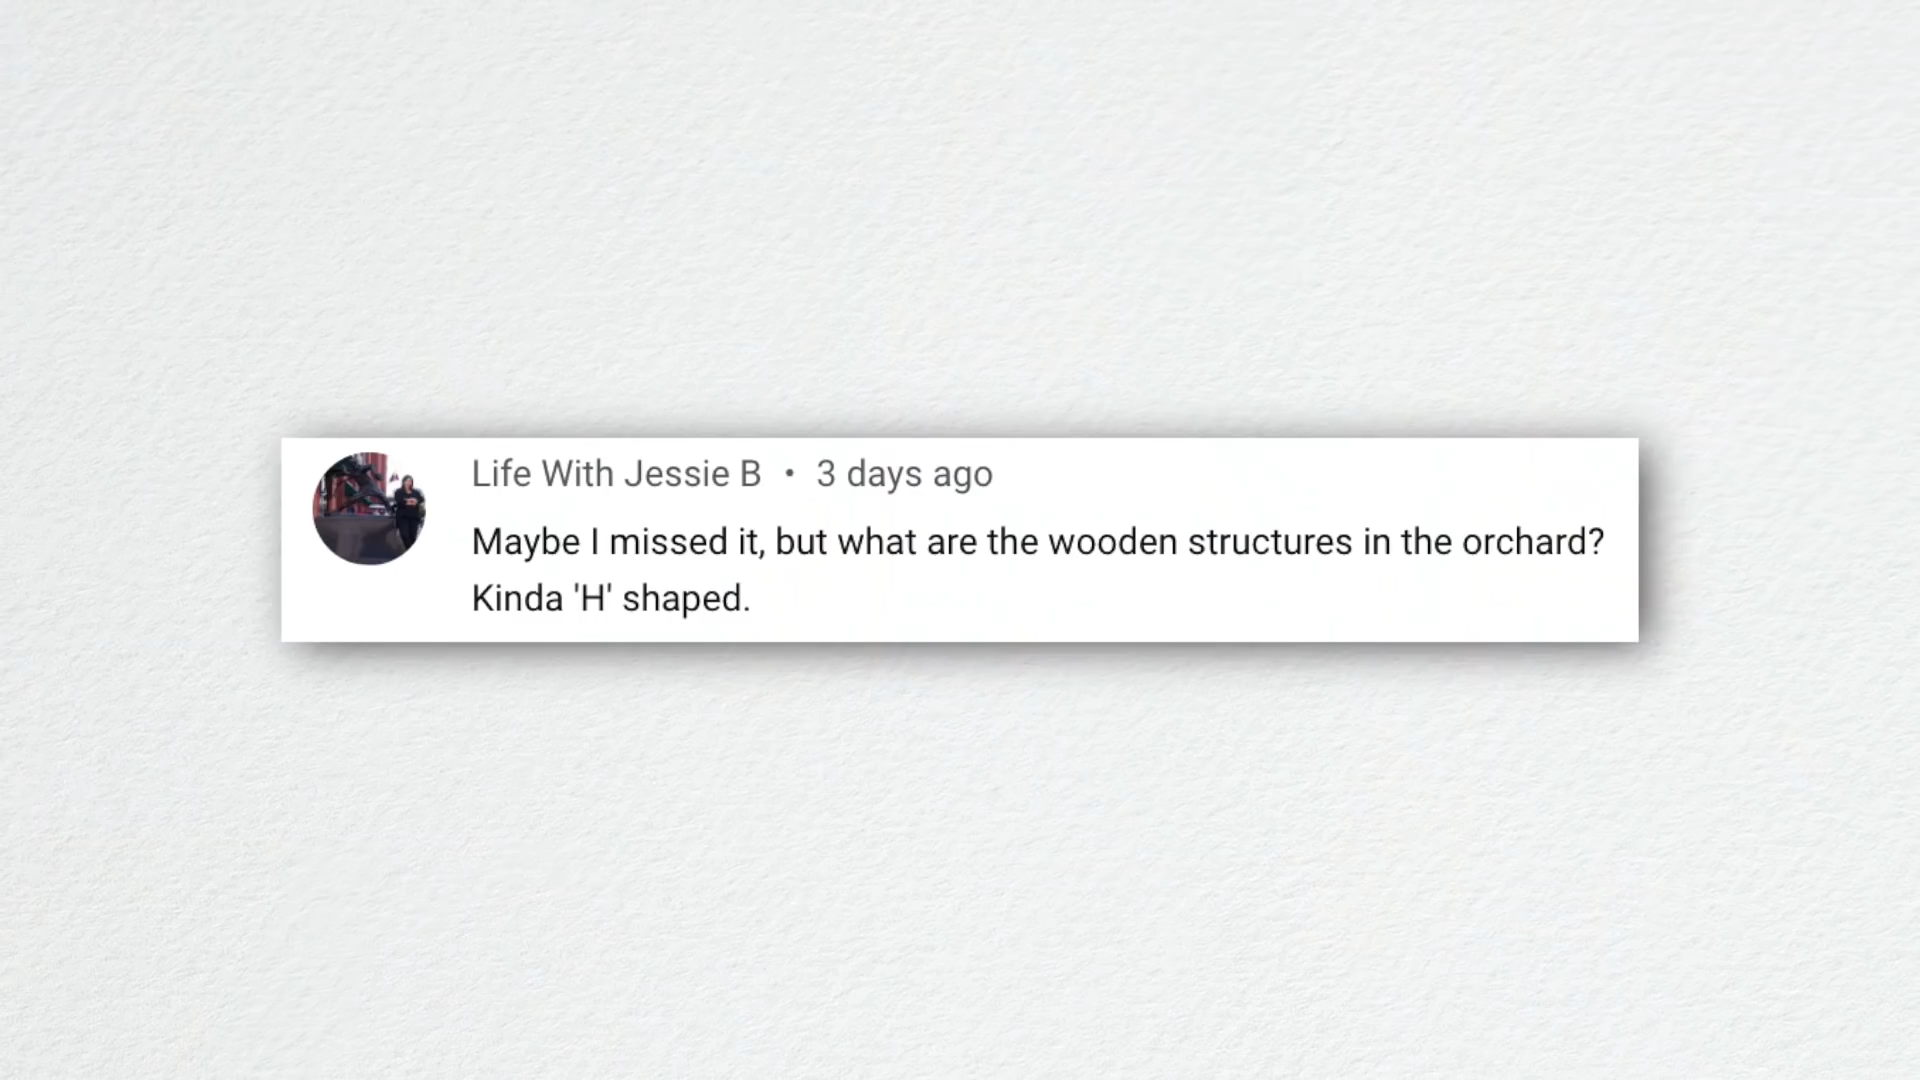 Life With Jessie B • 3 days ago
Maybe I missed it, but what are the wooden structures in the orchard?
Kinda 'H' shaped.